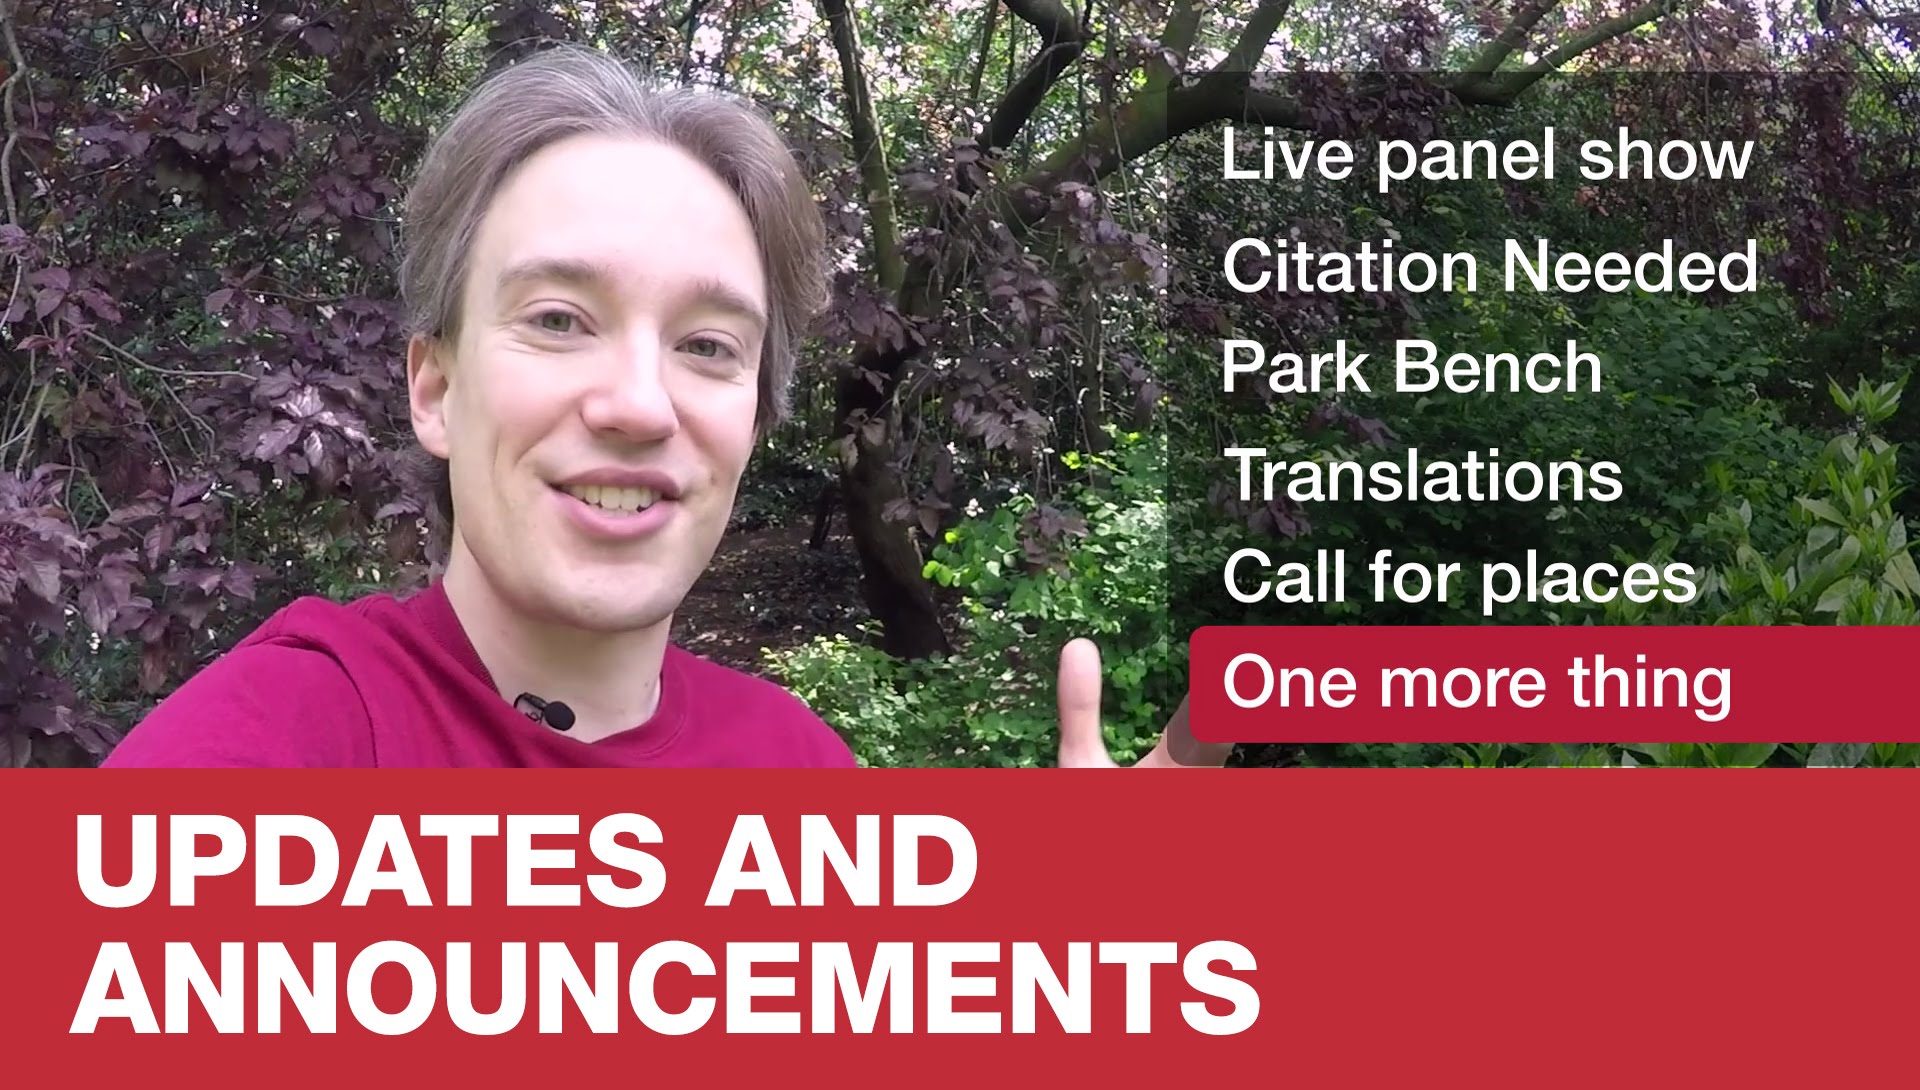 Live panel show
Citation Needed
Park Bench
Translations
Call for places
One more thing
UPDATES AND
ANNOUNCEMENTS